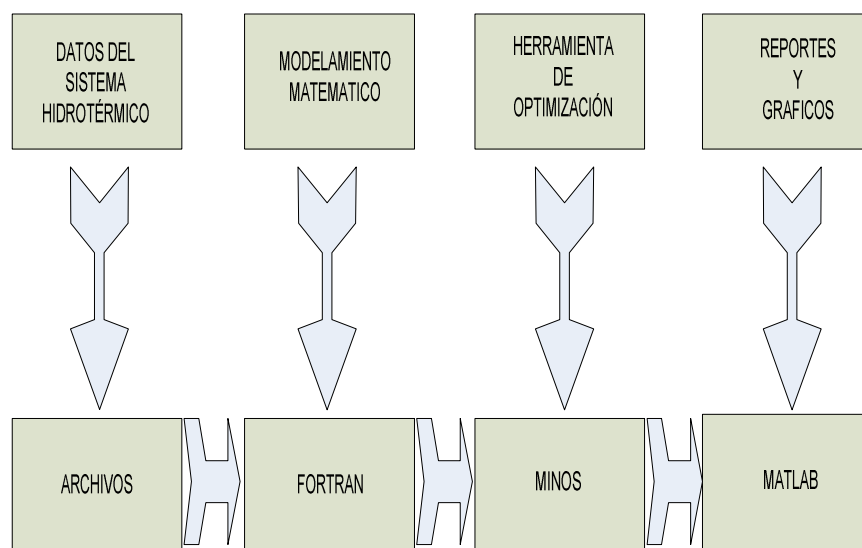 DATOS DEL
SISTEMA
HIDROTÉRMICO
MODELAMIENTO
MATEMATICO
HERRAMIENTA
DE
OPTIMIZACIÓN
REPORTES
Y
GRAFICOS
ARCHIVOS
FORTRAN
MINOS
MATLAB